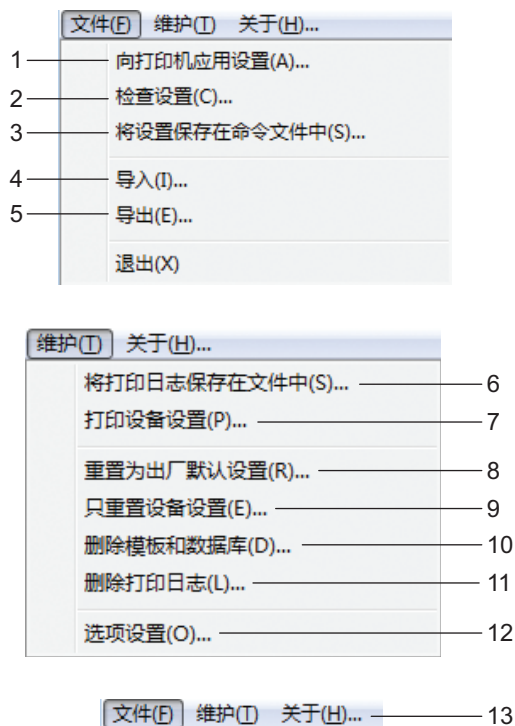 文件(F) 维护(T) 关于(H)...
1 向打印机应用设置(A)...
2 检查设置(C)...
3 将设置保存在命令文件中(S)...
4 导入(I)...
5 导出(E)...
退出(X)
维护(T) 关于(H)...
将打印日志保存在文件中(S)... 6
打印设备设置(P)... 7
重置为出厂默认设置(R)... 8
只重置设备设置(E)... 9
删除模板和数据库(D)... 10
删除打印日志(L)... 11
选项设置(O)... 12
文件(F) 维护(T) 关于(H)... 13